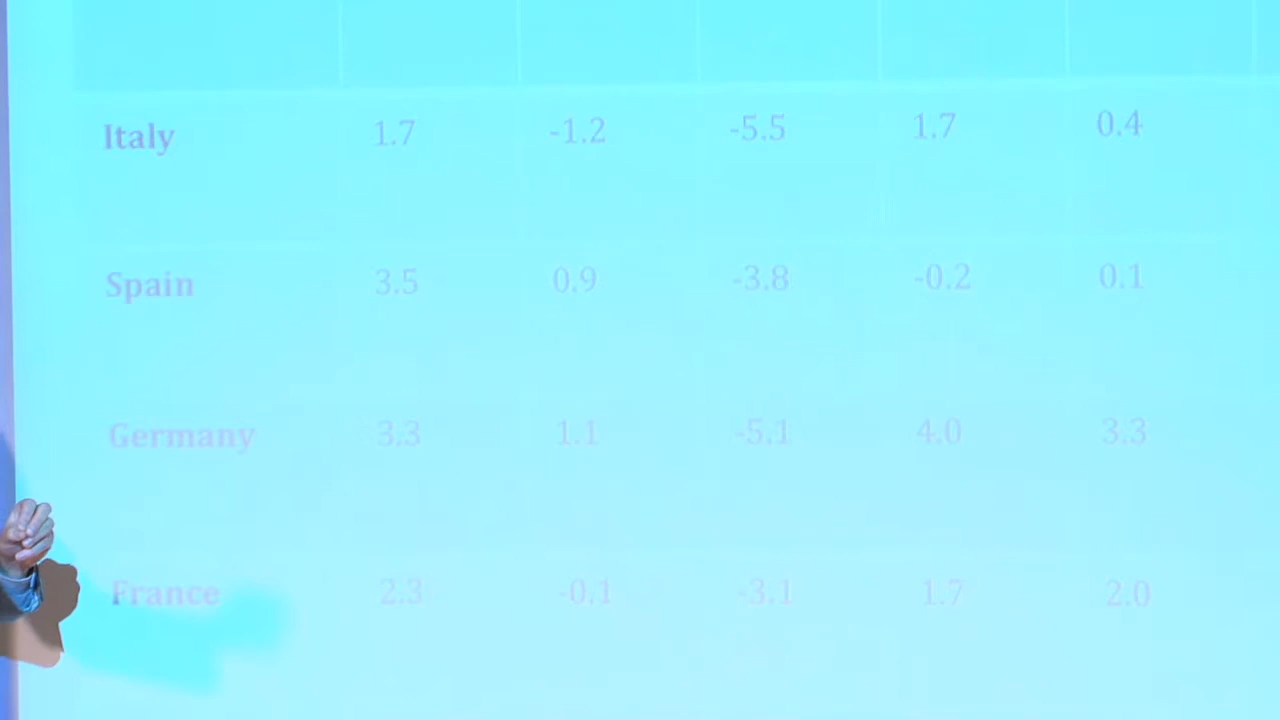 Italy 1.7 -1.2 -5.5 1.7 0.4
Spain 3.5 0.9 -3.8 -0.2 0.1
Germany 3.3 1.1 -5.1 4.0 3.3
France 2.3 -0.1 -3.1 1.7 2.0